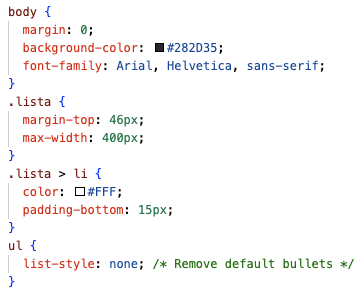 body {
margin: 0;
background-color: #282D35;
font-family: Arial, Helvetica, sans-serif;
}
.lista {
margin-top: 46px;
max-width: 400px;
}
.lista > li {
color: #FFF;
padding-bottom: 15px;
}
ul {
list-style: none; /* Remove default bullets */
}